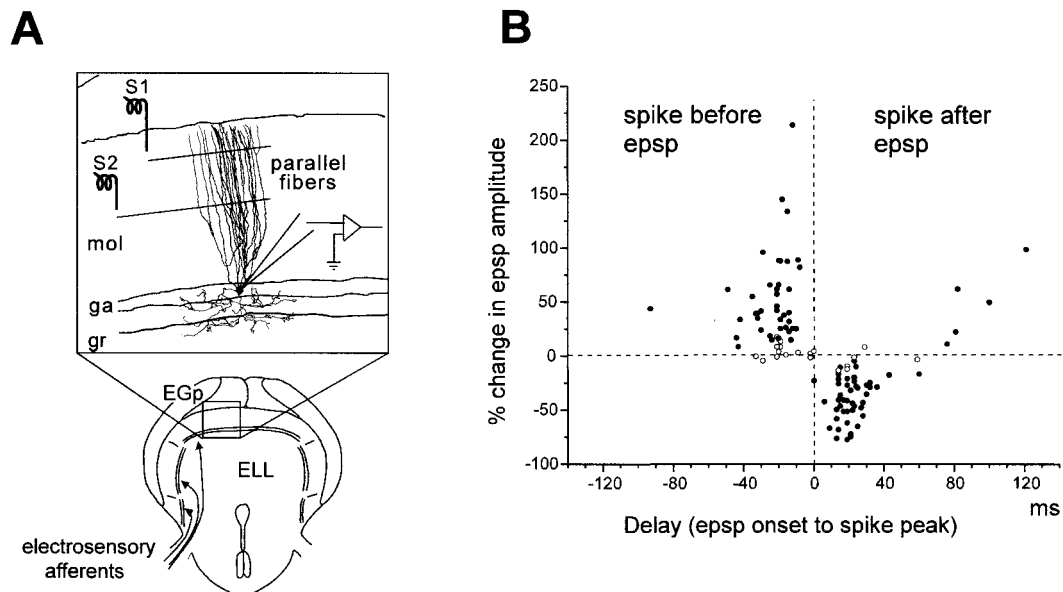 A
S1
S2
parallel
fibers
mol
ga
gr
EGp
ELL
electrosensory
afferents
B
spike before
epsp
spike after
epsp
% change in epsp amplitude
250
200
150
100
50
0
-50
-100
-120
-80
-40
0
40
80
120
ms
Delay (epsp onset to spike peak)